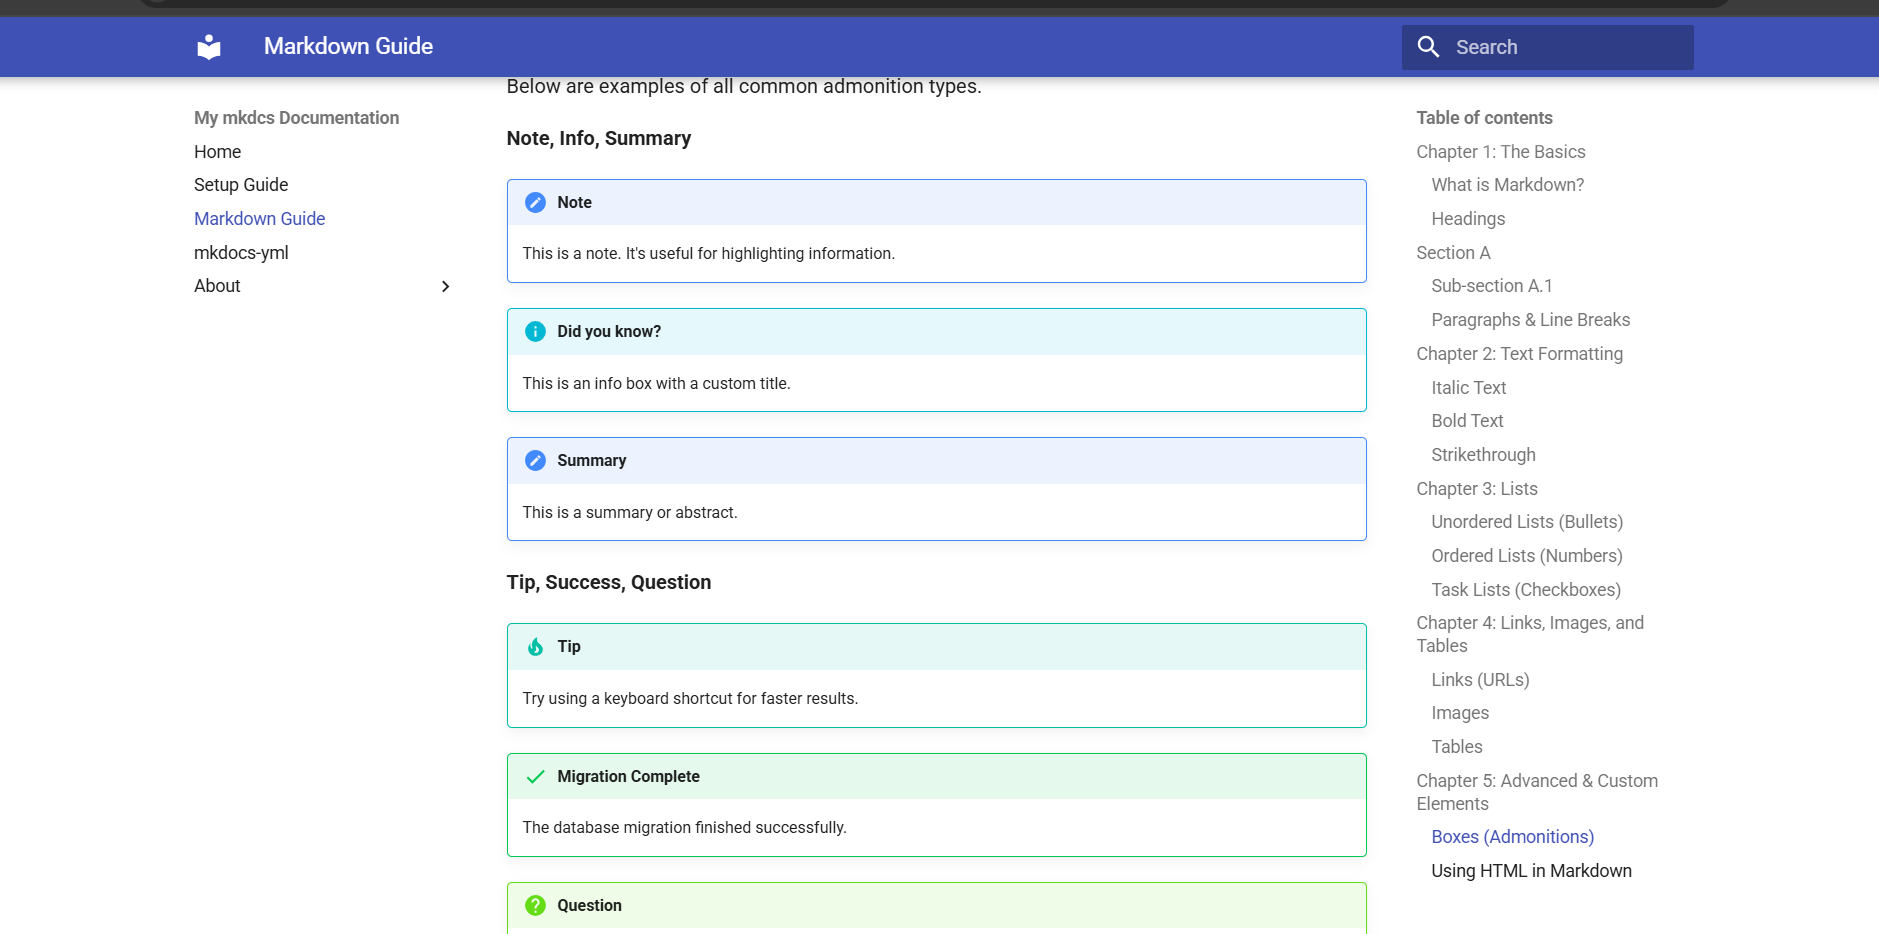 Markdown Guide
Search
My mkdcs Documentation
Home
Setup Guide
Markdown Guide
mkdocs-yml
About
Below are examples of all common admonition types.
Note, Info, Summary
Note
This is a note. It's useful for highlighting information.
Did you know?
This is an info box with a custom title.
Summary
This is a summary or abstract.
Tip, Success, Question
Tip
Try using a keyboard shortcut for faster results.
Migration Complete
The database migration finished successfully.
Question
Table of contents
Chapter 1: The Basics
What is Markdown?
Headings
Section A
Sub-section A.1
Paragraphs & Line Breaks
Chapter 2: Text Formatting
Italic Text
Bold Text
Strikethrough
Chapter 3: Lists
Unordered Lists (Bullets)
Ordered Lists (Numbers)
Task Lists (Checkboxes)
Chapter 4: Links, Images, and
Tables
Links (URLs)
Images
Tables
Chapter 5: Advanced & Custom
Elements
Boxes (Admonitions)
Using HTML in Markdown